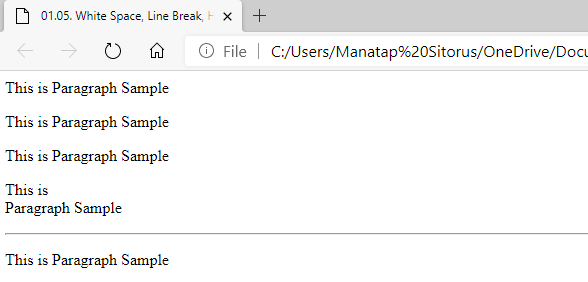 01.05. White Space, Line Break, H
File
C:/Users/Manatap%20Sitorus/OneDrive/Docu
This is Paragraph Sample
This is Paragraph Sample
This is Paragraph Sample
This is
Paragraph Sample
This is Paragraph Sample